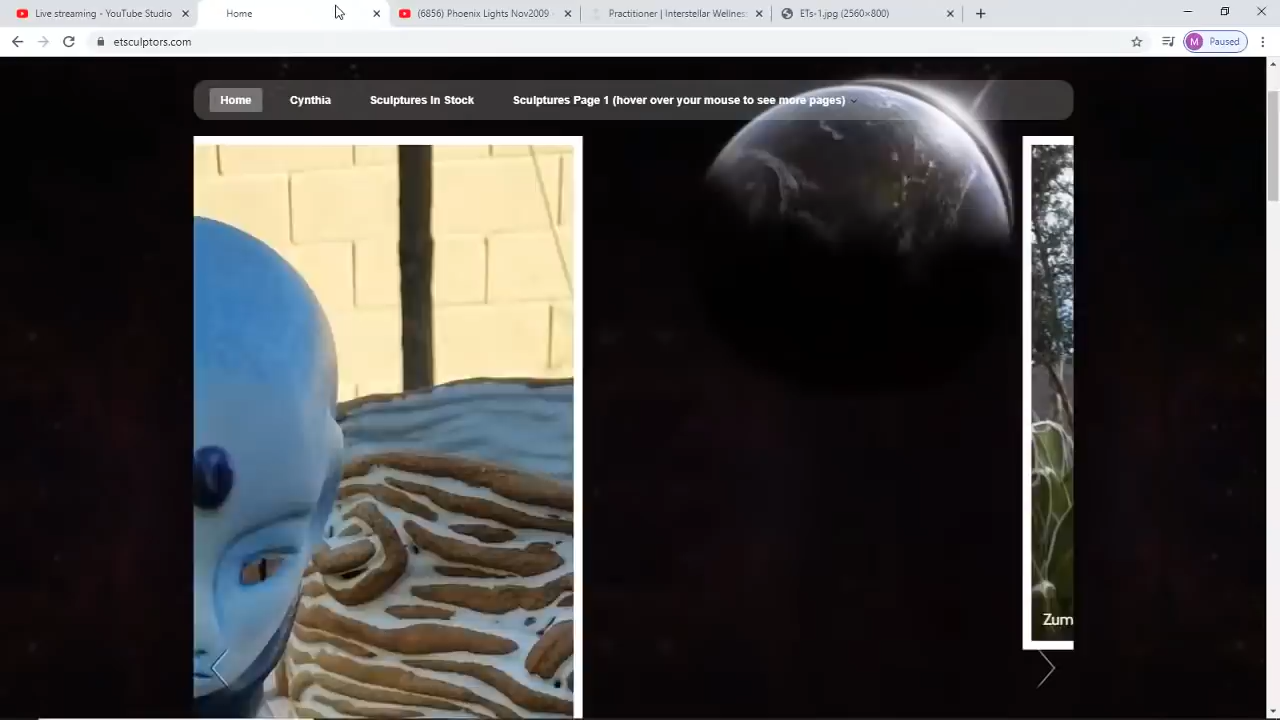 Live streaming - YouTube Studio
Home
(6856) Phoenix Lights Nov2009 -
Practitioner | Interstellar Wellnes:
ETs-1.jpg (2560×800)
etsculptors.com
M
Paused
Home
Cynthia
Sculptures In Stock
Sculptures Page 1 (hover over your mouse to see more pages)
Zum